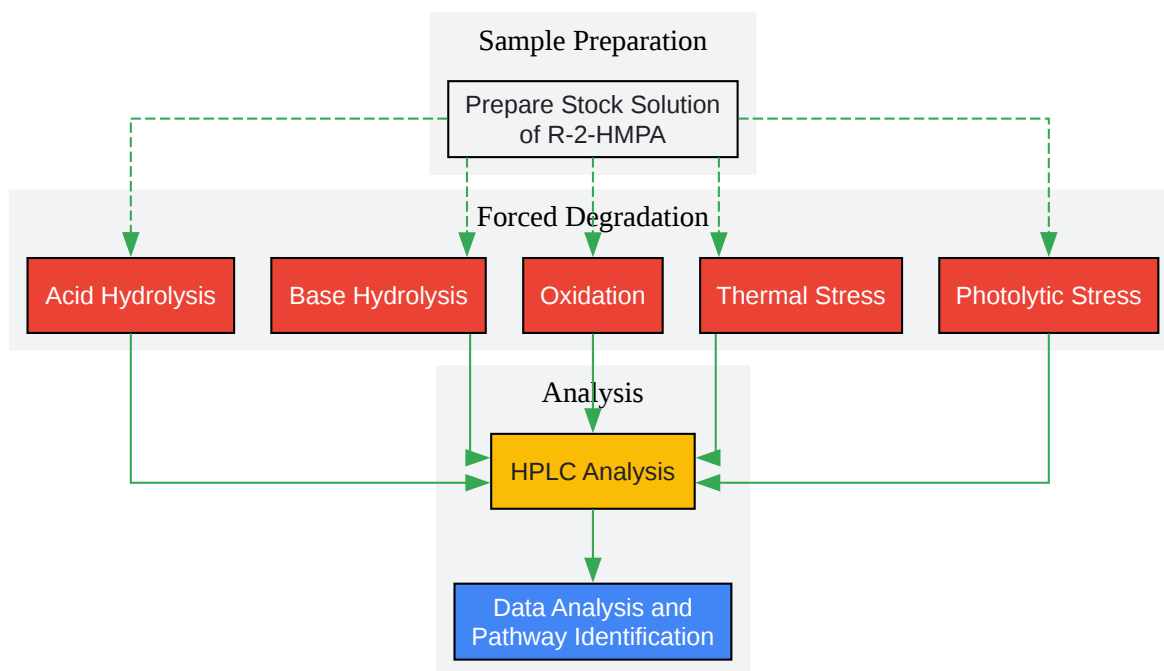 Sample Preparation
Prepare Stock Solution
of R-2-HMPA
Forced Degradation
Acid Hydrolysis
Base Hydrolysis
Oxidation
Thermal Stress
Photolytic Stress
Analysis
HPLC Analysis
Data Analysis and
Pathway Identification